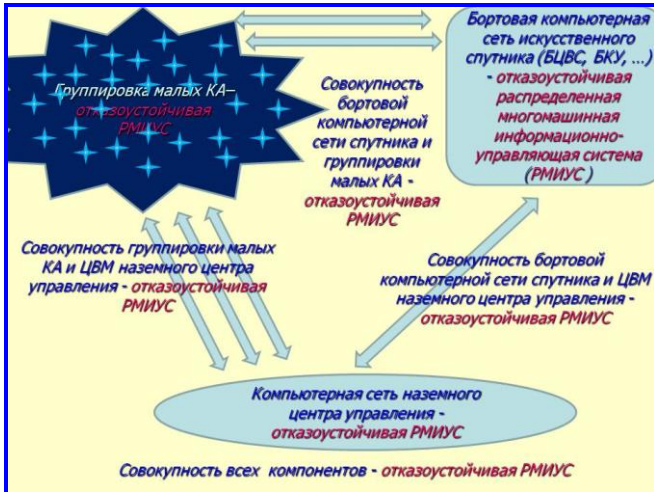 Группировка малых КА–
отказоустойчивая
РМИУС
Бортовая компьютерная
сеть искусственного
спутника (БЦВС, БКУ, ...)
- отказоустойчивая
распределенная
многомашинная
информационно-
управляющая система
(РМИУС )
Совокупность
бортовой
компьютерной
сети спутника и
группировки
малых КА -
отказоустойчивая
РМИУС
Совокупность группировки малых
КА и ЦВМ наземного центра
управления - отказоустойчивая
РМИУС
Совокупность бортовой
компьютерной сети спутника и ЦВМ
наземного центра управления -
отказоустойчивая РМИУС
Компьютерная сеть наземного
центра управления -
отказоустойчивая РМИУС
Совокупность всех компонентов - отказоустойчивая РМИУС